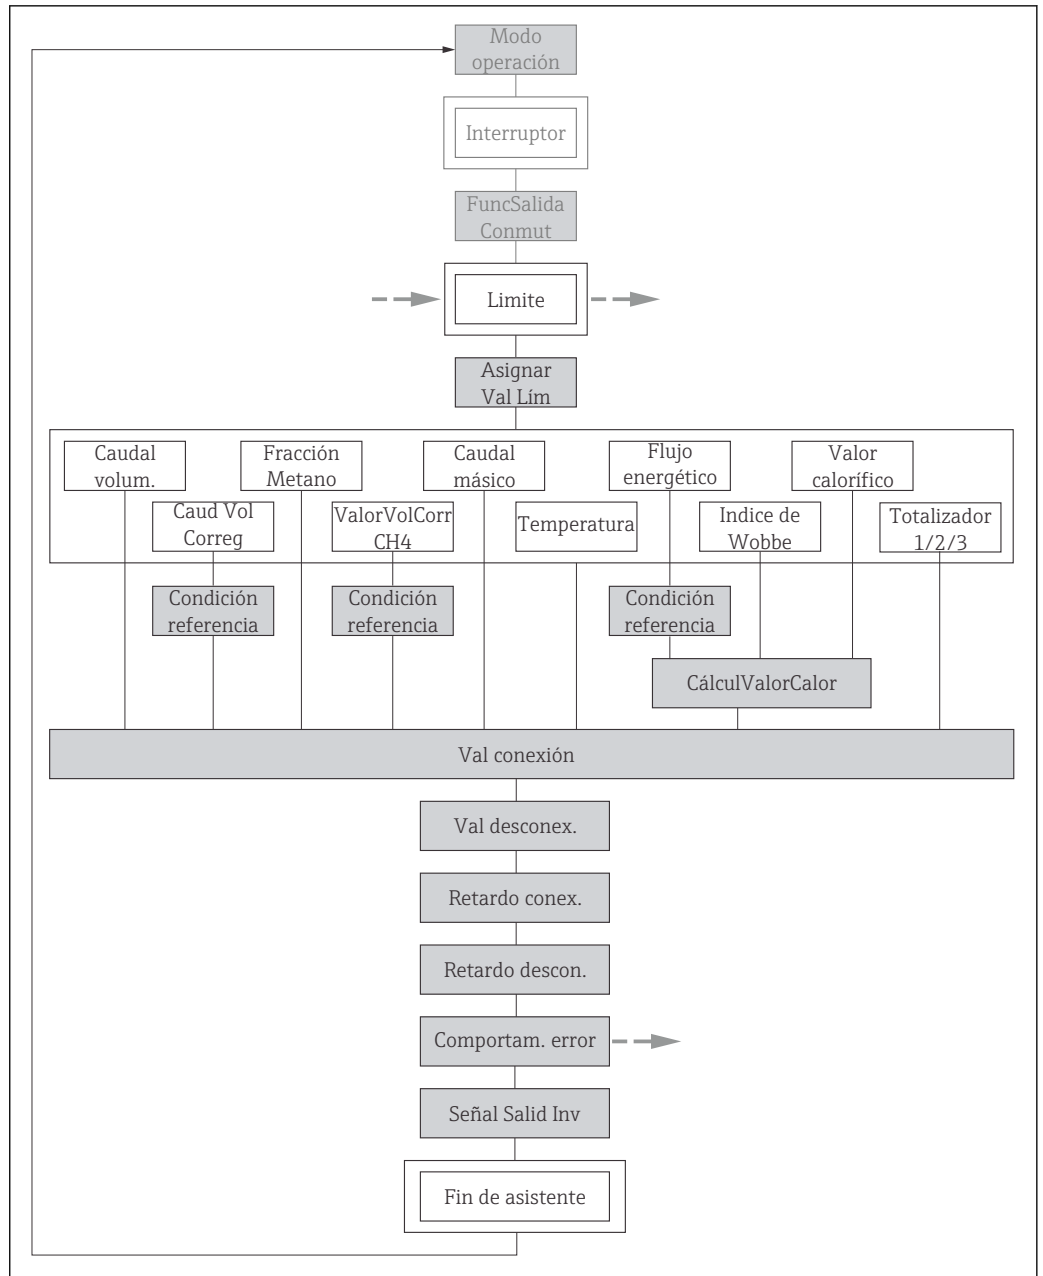 Modo
operación
Interruptor
FuncSalida
Conmut
Limite
Asignar
Val Lím
Caudal
volum.
Fracción
Metano
Caudal
másico
Flujo
energético
Valor
calorífico
Caud Vol
Correg
ValorVolCorr
CH4
Temperatura
Indice de
Wobbe
Totalizador
1/2/3
Condición
referencia
Condición
referencia
Condición
referencia
CálculValorCalor
Val conexión
Val desconex.
Retardo conex.
Retardo descon.
Comportam. error
Señal Salid Inv
Fin de asistente